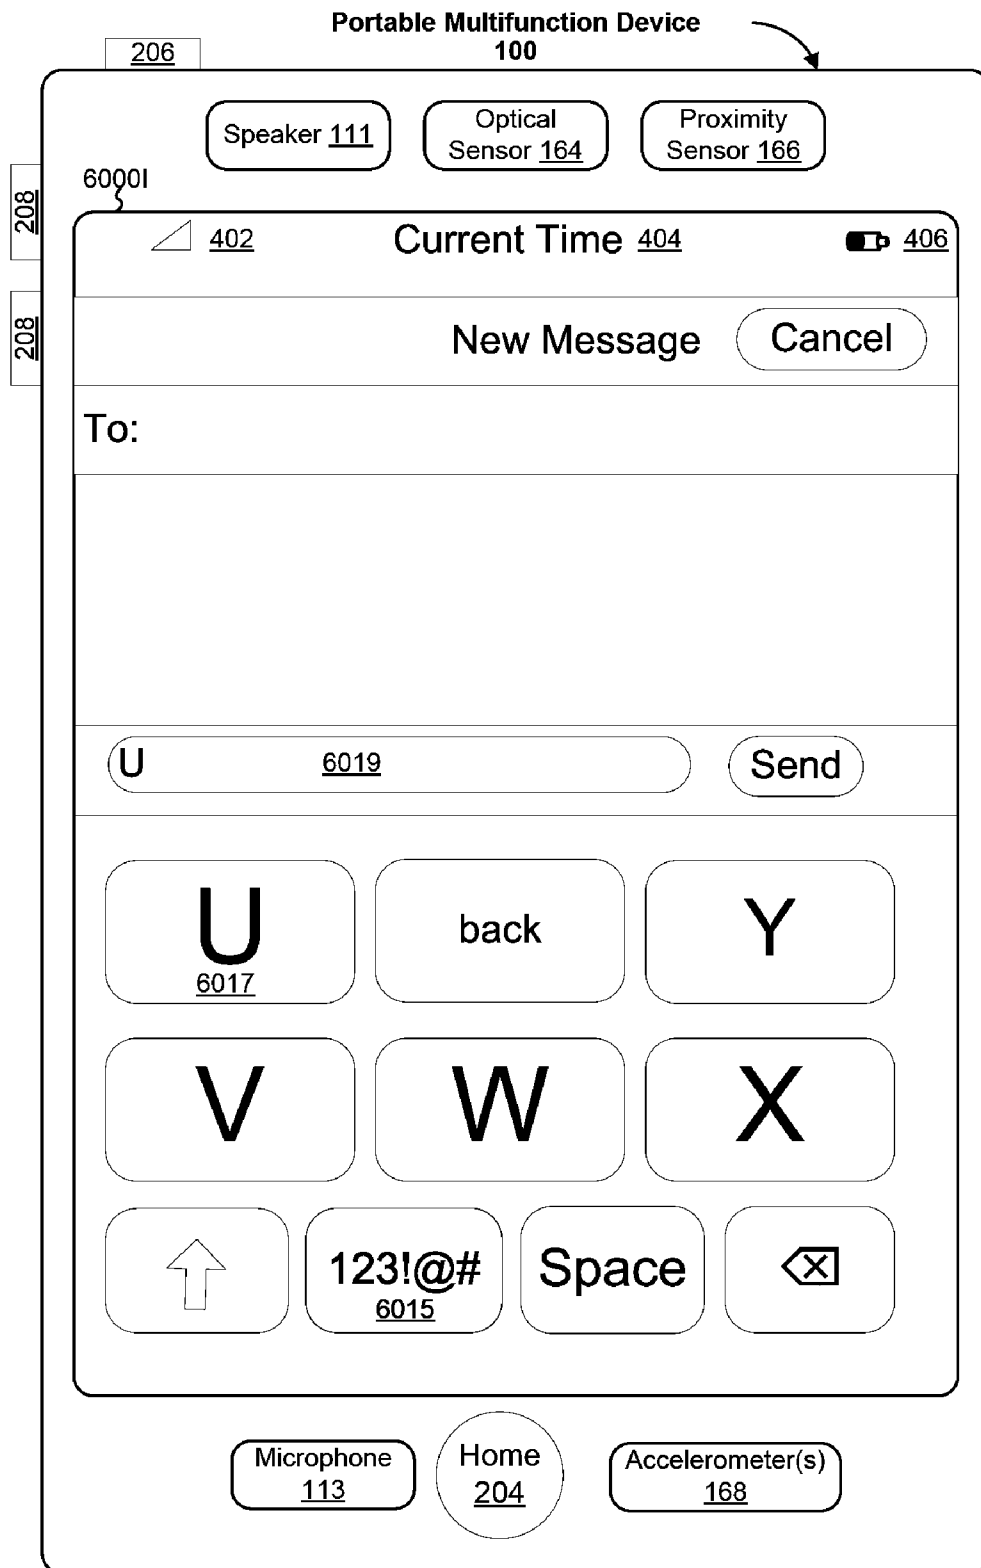 Portable Multifunction Device
100
206
Speaker 111
Optical
Sensor 164
Proximity
Sensor 166
208
6000I
402
Current Time 404
406
208
New Message
Cancel
To:
U
6019
Send
U
6017
back
Y
V
W
X
123!@#
6015
Space
Microphone
113
Home
204
Accelerometer(s)
168